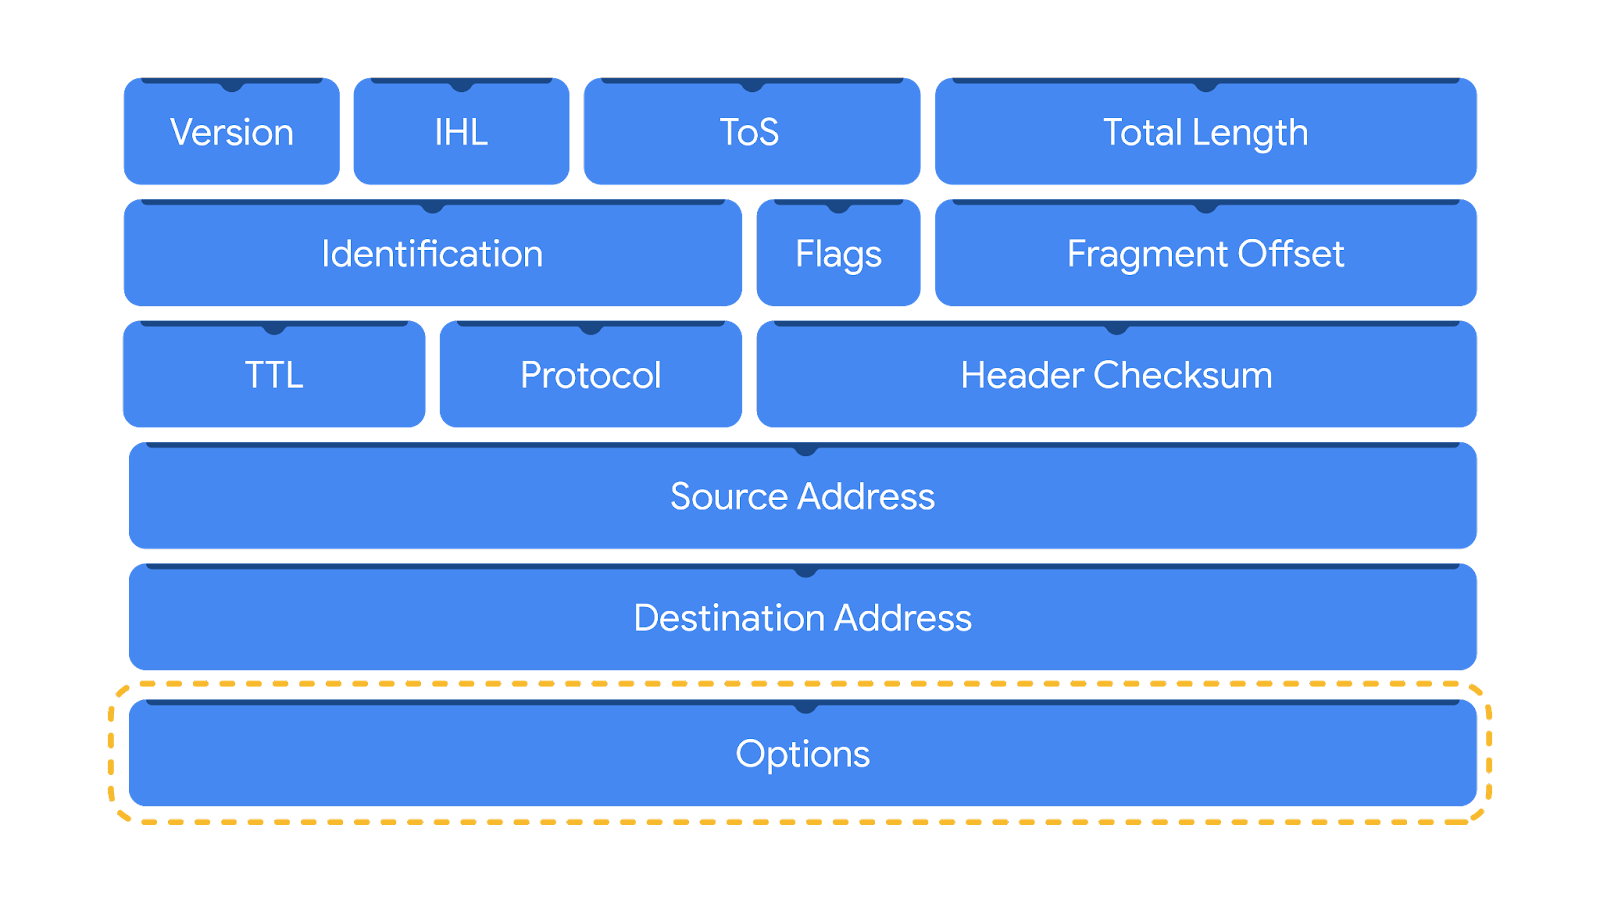 Version IHL ToS Total Length
Identification Flags Fragment Offset
TTL Protocol Header Checksum
Source Address
Destination Address
Options